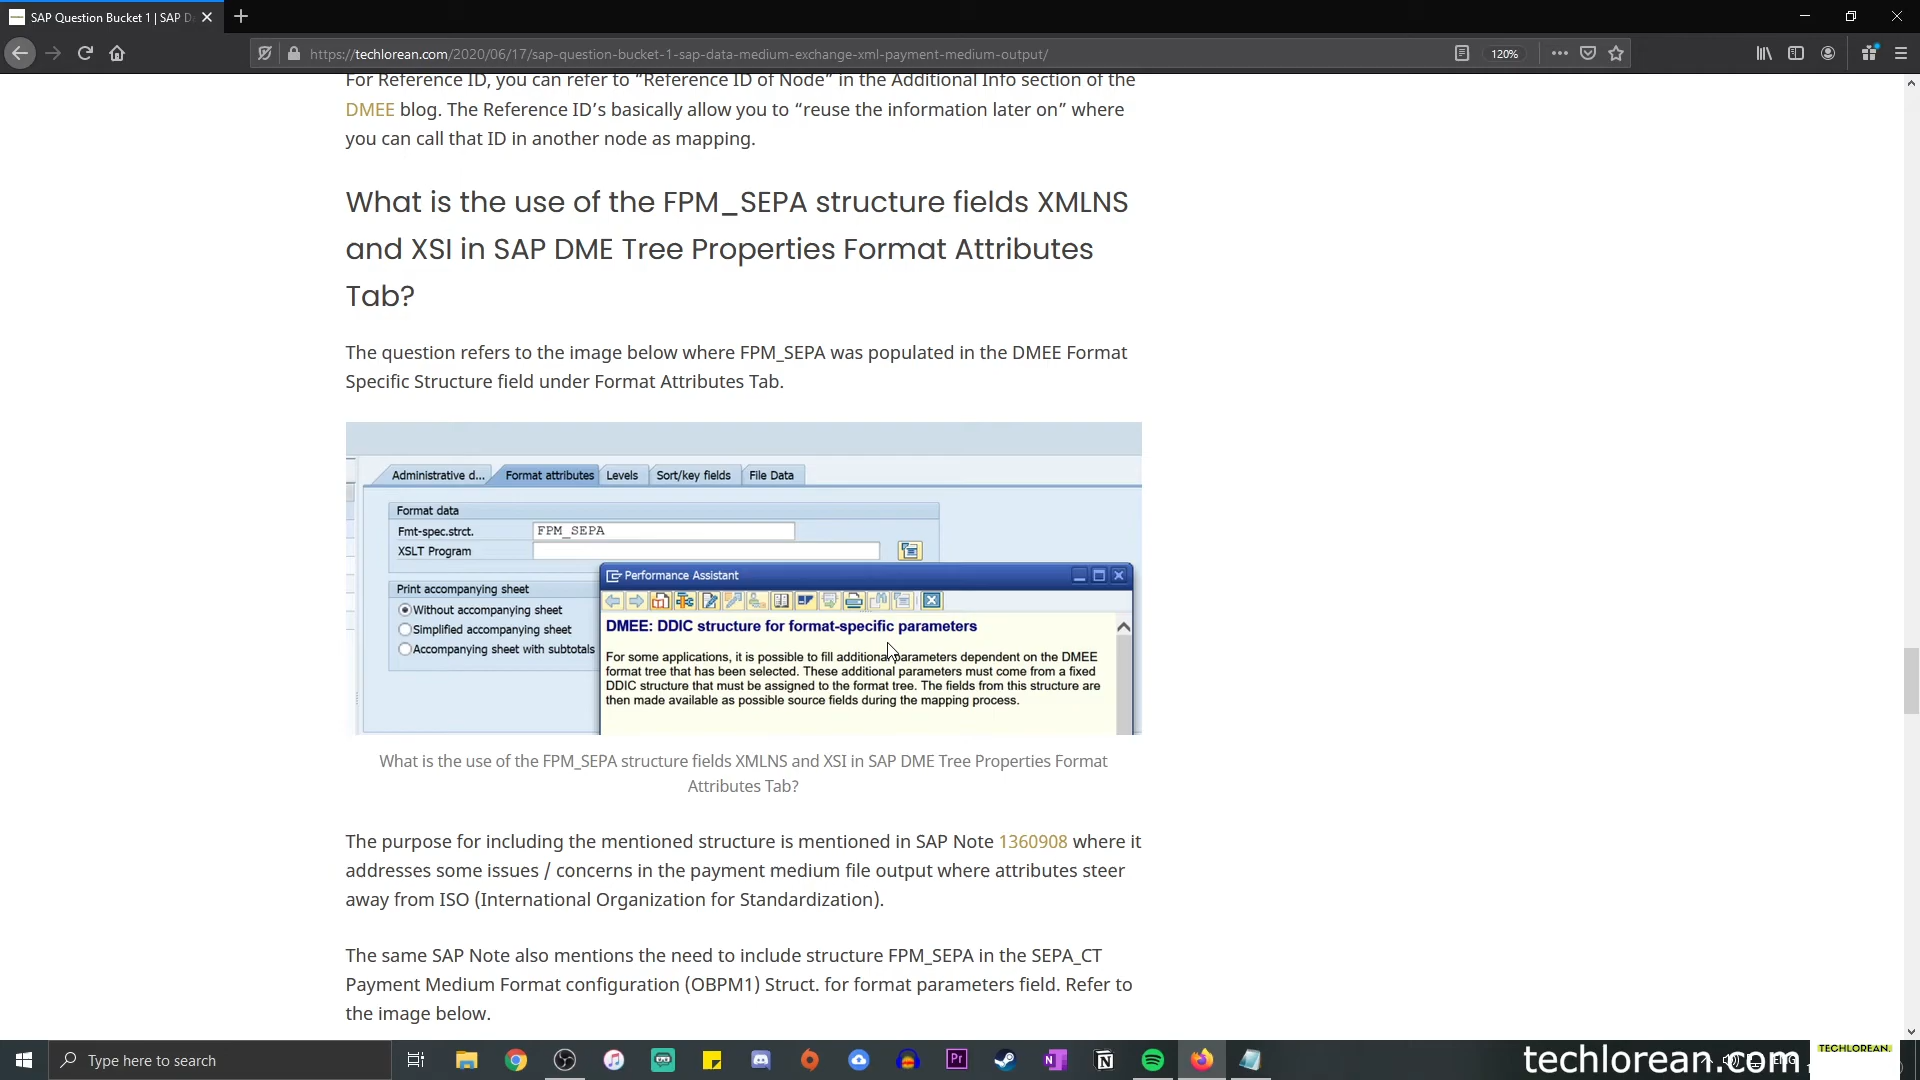 SAP Question Bucket 1 | SAP Da
https://techlorean.com/2020/06/17/sap-question-bucket-1-sap-data-medium-exchange-xml-payment-medium-output/
120%
For Reference ID, you can refer to “Reference ID of Node” in the Additional Info section of the
DMEE blog. The Reference ID’s basically allow you to “reuse the information later on” where
you can call that ID in another node as mapping.
What is the use of the FPM_SEPA structure fields XMLNS
and XSI in SAP DME Tree Properties Format Attributes
Tab?
The question refers to the image below where FPM_SEPA was populated in the DMEE Format
Specific Structure field under Format Attributes Tab.
Administrative d... Format attributes Levels Sort/key fields File Data
Format data
Fmt-spec.strct. FPM_SEPA
XSLT Program
Print accompanying sheet
Without accompanying sheet
Simplified accompanying sheet
Accompanying sheet with subtotals
Performance Assistant
DMEE: DDIC structure for format-specific parameters
For some applications, it is possible to fill additional parameters dependent on the DMEE
format tree that has been selected. These additional parameters must come from a fixed
DDIC structure that must be assigned to the format tree. The fields from this structure are
then made available as possible source fields during the mapping process.
What is the use of the FPM_SEPA structure fields XMLNS and XSI in SAP DME Tree Properties Format
Attributes Tab?
The purpose for including the mentioned structure is mentioned in SAP Note 1360908 where it
addresses some issues / concerns in the payment medium file output where attributes steer
away from ISO (International Organization for Standardization).
The same SAP Note also mentions the need to include structure FPM_SEPA in the SEPA_CT
Payment Medium Format configuration (OBPM1) Struct. for format parameters field. Refer to
the image below.
Type here to search
Pr
techlorean.com
TECHLOREAN.